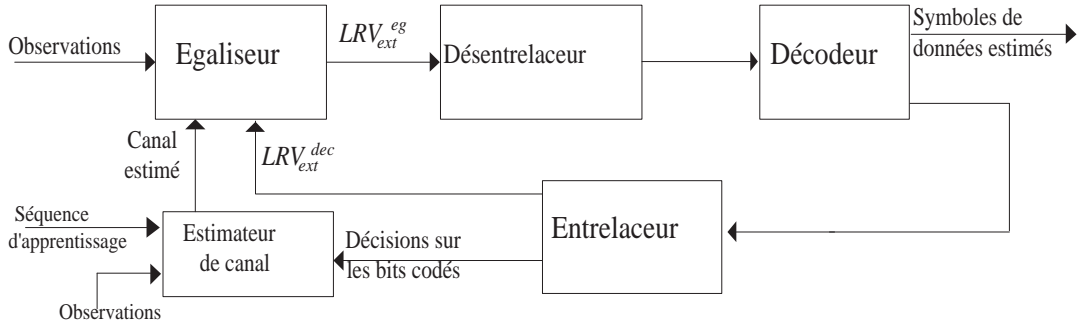 Observations
Egaliseur
LRV_ext^eg
Désentrelaceur
Décodeur
Symboles de
données estimés
Canal
estimé
LRV_ext^dec
Séquence
d'apprentissage
Estimateur
de canal
Décisions sur
les bits codés
Entrelaceur
Observations